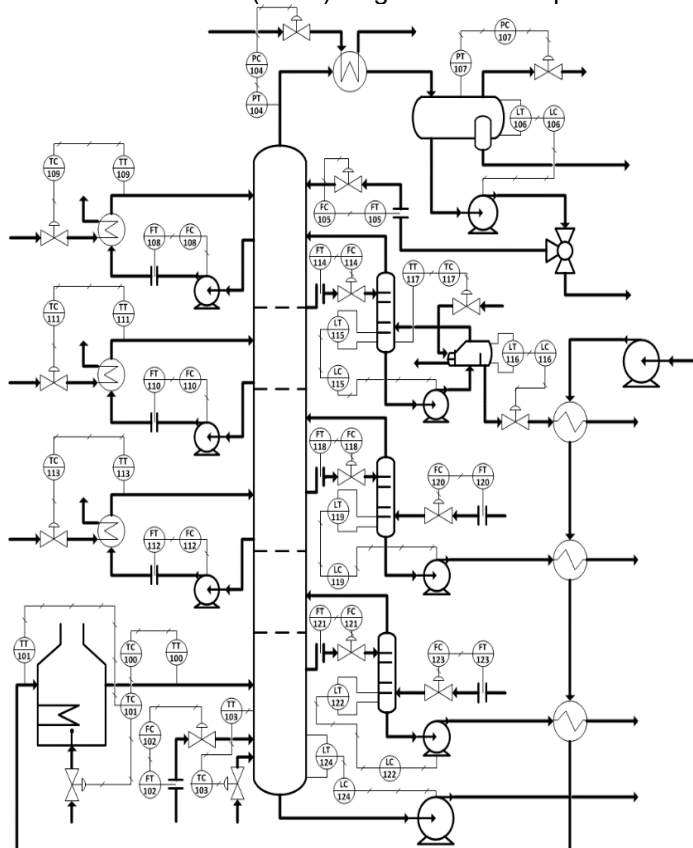 PC
107
PC
104
PT
107
PT
104
LT
106
LC
106
TC
109
TT
109
FC
105
FT
105
FT
108
FC
108
FT
114
FC
114
TT
117
TC
117
TC
111
TT
111
LT
115
LT
116
LC
116
LC
115
FT
110
FC
110
FT
118
FC
118
TC
113
TT
113
FC
120
FT
120
LT
119
FT
112
FC
112
LC
119
FT
121
FC
121
TT
101
TC
100
TT
100
FC
123
FT
123
LT
122
TC
101
TT
103
FC
102
LT
124
LC
122
FT
102
TC
103
LC
124